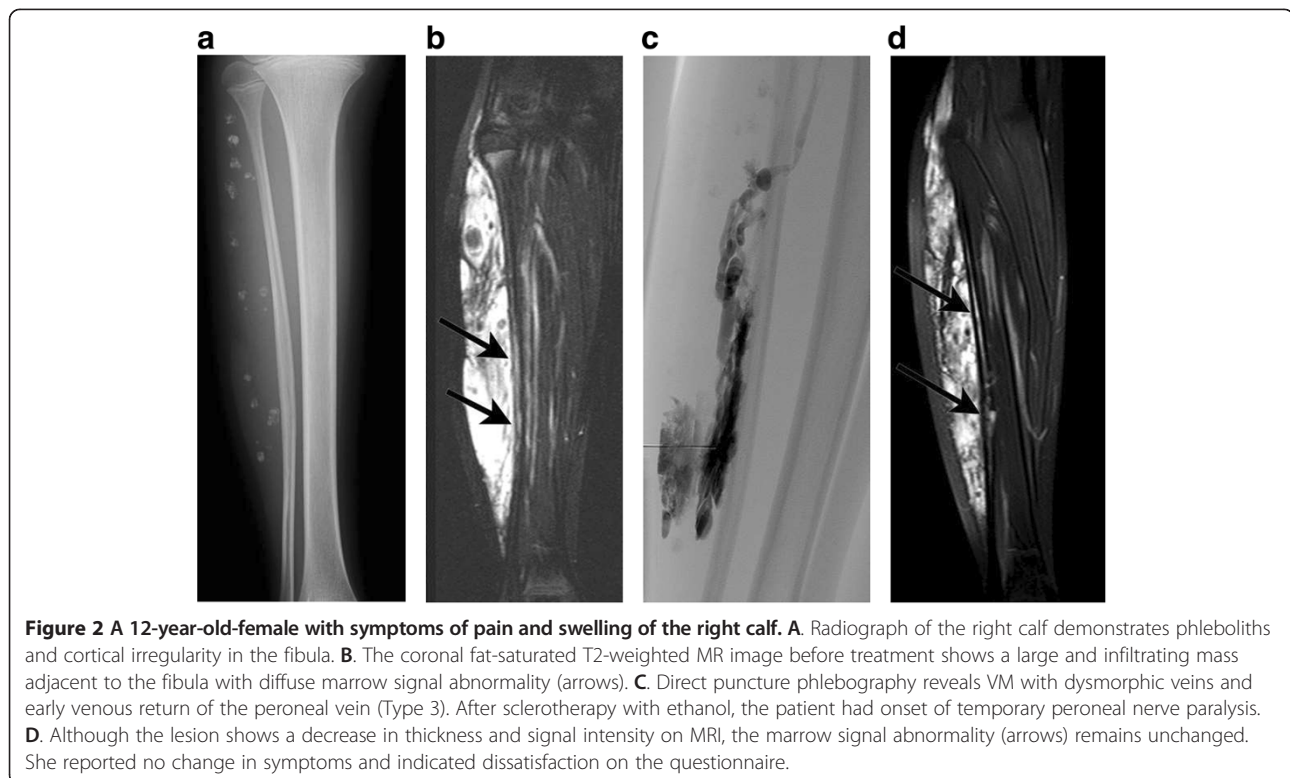 a b c d
Figure 2 A 12-year-old-female with symptoms of pain and swelling of the right calf. A. Radiograph of the right calf demonstrates phleboliths
and cortical irregularity in the fibula. B. The coronal fat-saturated T2-weighted MR image before treatment shows a large and infiltrating mass
adjacent to the fibula with diffuse marrow signal abnormality (arrows). C. Direct puncture phlebography reveals VM with dysmorphic veins and
early venous return of the peroneal vein (Type 3). After sclerotherapy with ethanol, the patient had onset of temporary peroneal nerve paralysis.
D. Although the lesion shows a decrease in thickness and signal intensity on MRI, the marrow signal abnormality (arrows) remains unchanged.
She reported no change in symptoms and indicated dissatisfaction on the questionnaire.